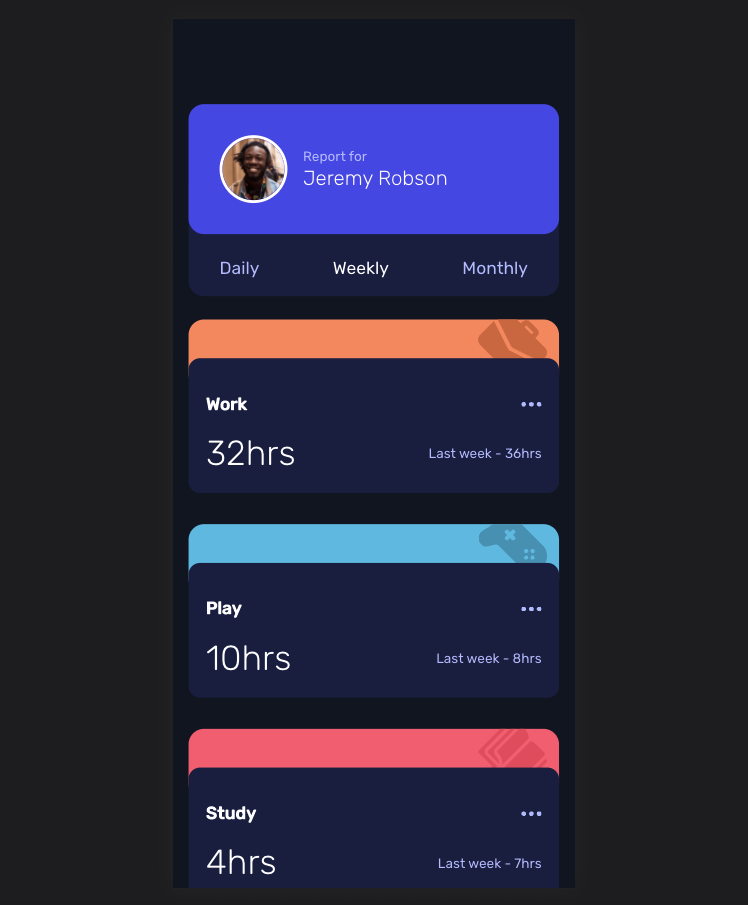 Report for
Jeremy Robson
Daily Weekly Monthly
Work
32hrs Last week - 36hrs
Play
10hrs Last week - 8hrs
Study
4hrs Last week - 7hrs